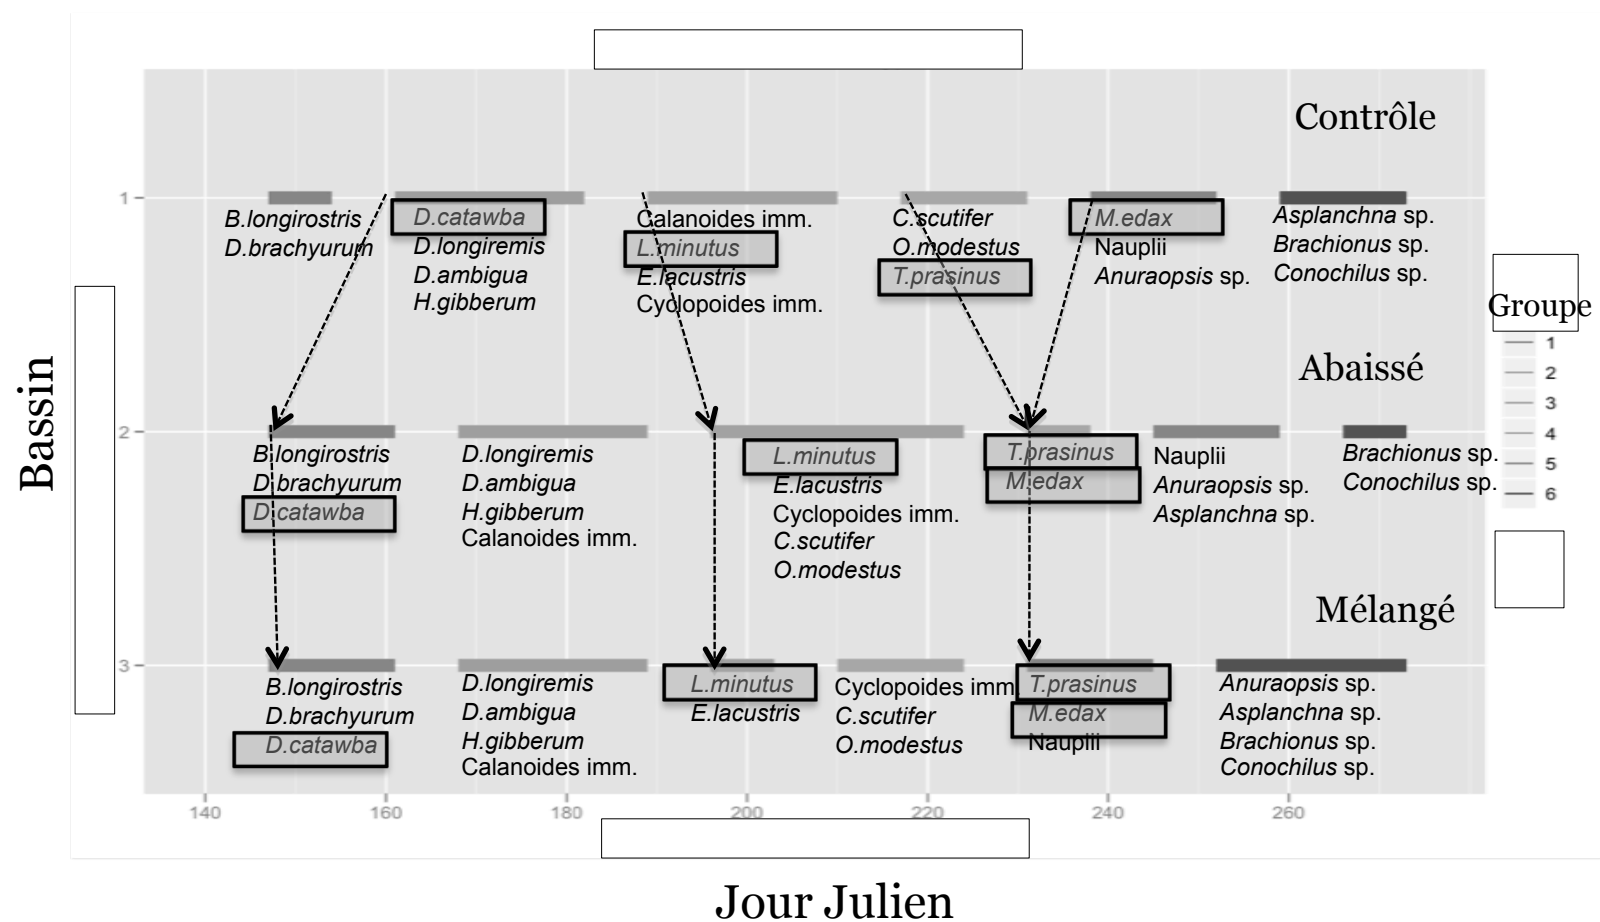 Contrôle
1
B.longirostris
D.brachyurum
D.catawba
D.longiremis
D.ambigua
H.gibberum
Calanoides imm.
L.minutus
E.lacustris
Cyclopoides imm.
C.scutifer
O.modestus
T.prasinus
M.edax
Nauplii
Anuraopsis sp.
Asplanchna sp.
Brachionus sp.
Conochilus sp.
Abaissé
2
B.longirostris
D.brachyurum
D.catawba
D.longiremis
D.ambigua
H.gibberum
Calanoides imm.
L.minutus
E.lacustris
Cyclopoides imm.
C.scutifer
O.modestus
T.prasinus
M.edax
Nauplii
Anuraopsis sp.
Asplanchna sp.
Brachionus sp.
Conochilus sp.
Mélangé
3
B.longirostris
D.brachyurum
D.catawba
D.longiremis
D.ambigua
H.gibberum
Calanoides imm.
L.minutus
E.lacustris
Cyclopoides imm.
C.scutifer
O.modestus
T.prasinus
M.edax
Nauplii
Anuraopsis sp.
Asplanchna sp.
Brachionus sp.
Conochilus sp.
140 160 180 200 220 240 260
Jour Julien
Bassin
Groupe
1
2
3
4
5
6